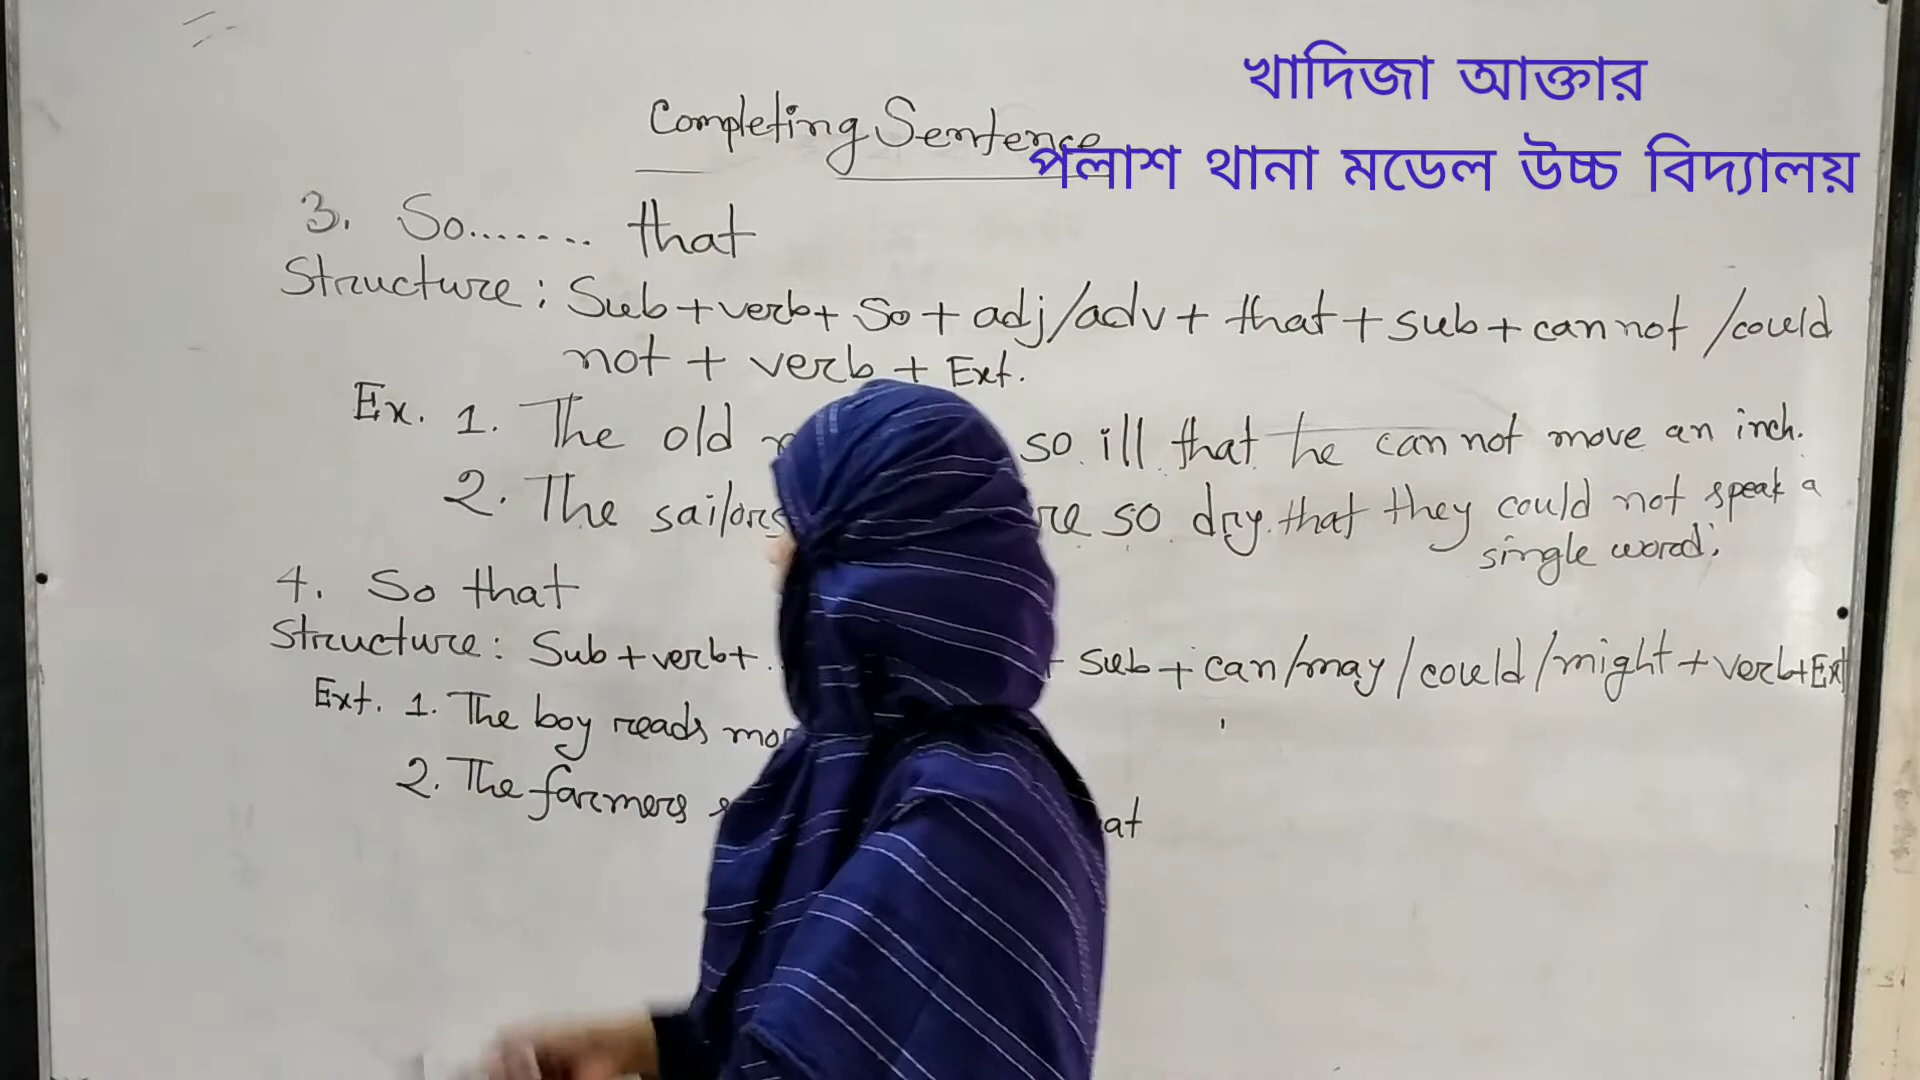 খাদিজা আক্তার
পলাশ থানা মডেল উচ্চ বিদ্যালয়
Completing Sentence
3. So....... that
Structure : Sub + verb + So + adj/adv + that + sub + can not / could
not + verb + Ext.
Ex. 1. The old so ill that he can not move an inch.
2. The sailors so dry that they could not speak a
single word.
4. So that
Structure : Sub + verb + sub + can/may/could/might + verb + Ext
Ext. 1. The boy reads
2. The farmers